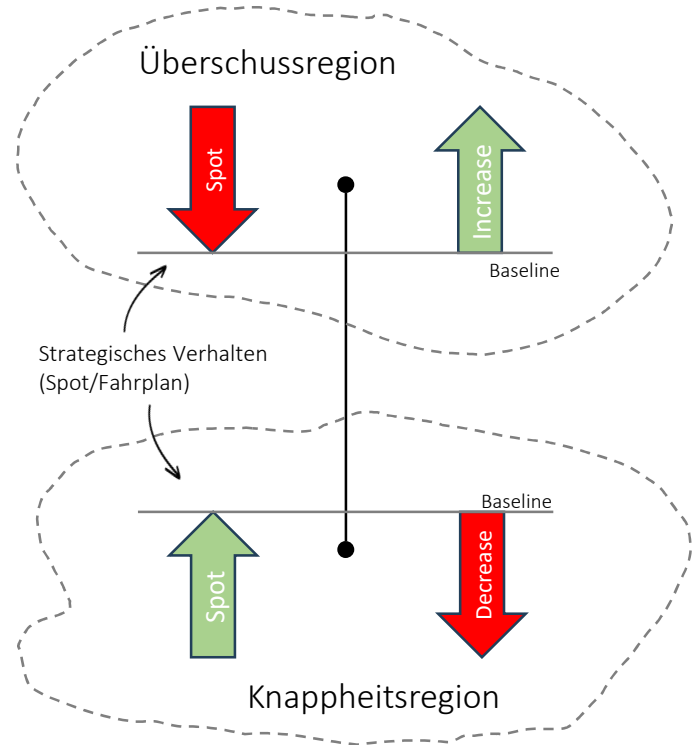 Überschussregion
Spot
Increase
Baseline
Strategisches Verhalten
(Spot/Fahrplan)
Baseline
Spot
Decrease
Knappheitsregion